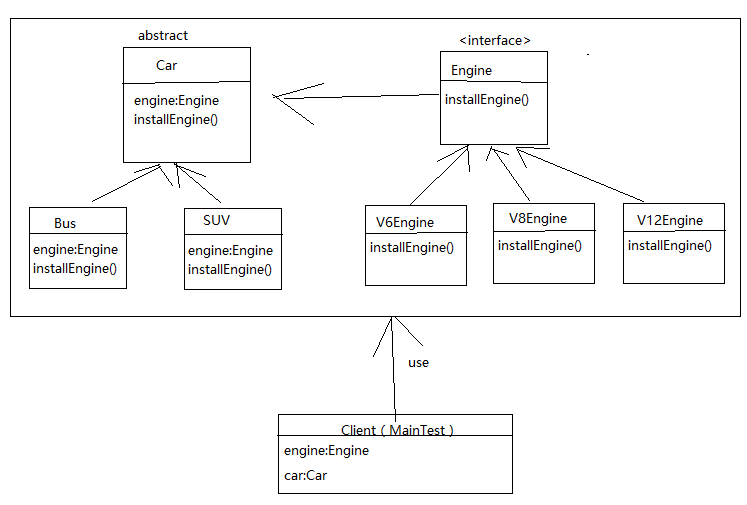 abstract
<interface>
Car
Engine
engine:Engine
installEngine()
installEngine()
Bus
engine:Engine
installEngine()
SUV
engine:Engine
installEngine()
V6Engine
installEngine()
V8Engine
installEngine()
V12Engine
installEngine()
use
Client ( MainTest )
engine:Engine
car:Car